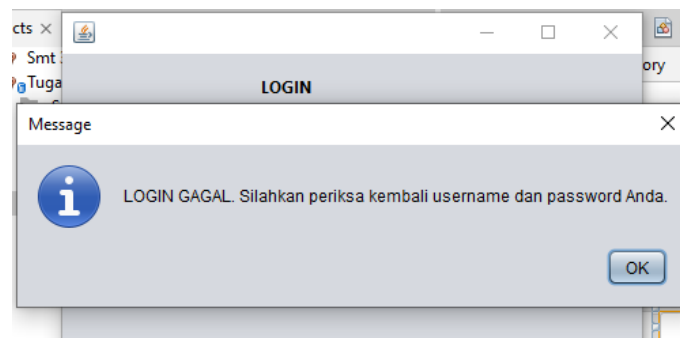 cts
Smt
ory
Tuga
LOGIN
Message
LOGIN GAGAL. Silahkan periksa kembali username dan password Anda.
OK